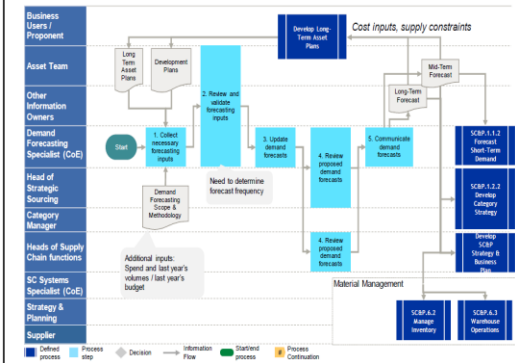 Business
Users /
Proponent
Develop Long-
Term Asset
Plans
Cost inputs, supply constraints
Asset Team
Long
Term
Asset
Plans
Development
Plans
Mid-Term
Forecast
Other
Information
Owners
2. Review and
validate
forecasting
inputs
Long-Term
Forecast
Demand
Forecasting
Specialist (CoE)
Start
1. Collect
necessary
forecasting
inputs
3. Update
demand
forecasts
4. Review
proposed
demand
forecasts
5. Communicate
demand
forecasts
SCBP.1.1.2
Forecast
Short-Term
Demand
Head of
Strategic
Sourcing
Need to determine
forecast frequency
SCBP.1.2.2
Develop
Category
Strategy
Category
Manager
Demand
Forecasting
Scope &
Methodology
Heads of Supply
Chain functions
4. Review
proposed
demand
forecasts
Develop
SCBP
Strategy &
Business
Plan
Additional inputs:
Spend and last year's
volumes / last year's
budget
SC Systems
Specialist (CoE)
Material Management
Strategy &
Planning
SCBP.6.2
Manage
Inventory
SCBP.6.3
Warehouse
Operations
Supplier
Defined
process
Process
step
Decision
Information
Flow
Start/end
process
#
Process
Continuation